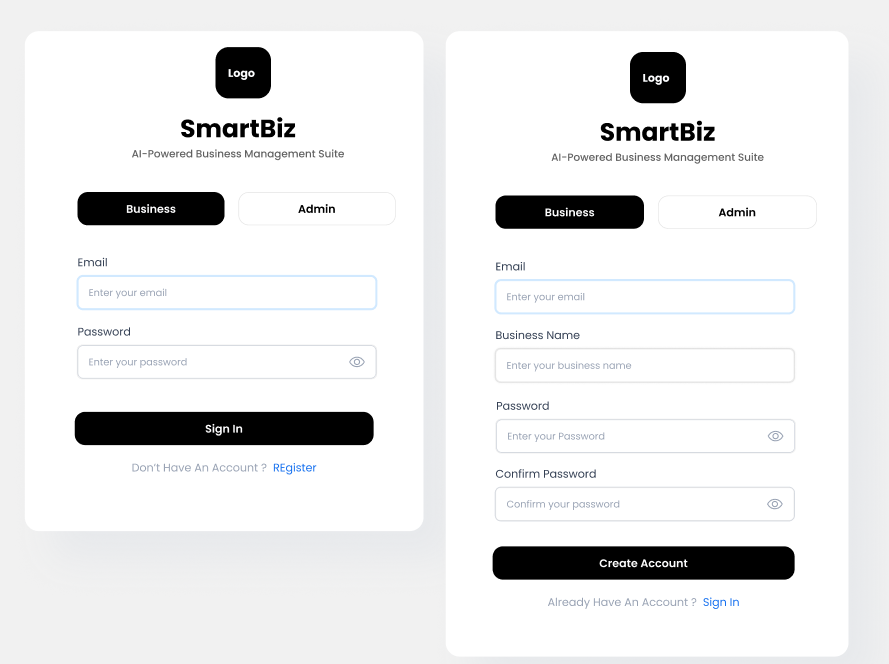 Logo
SmartBiz
AI-Powered Business Management Suite
Business Admin
Email
Enter your email
Password
Enter your password
Sign In
Don't Have An Account ? REgister
Logo
SmartBiz
AI-Powered Business Management Suite
Business Admin
Email
Enter your email
Business Name
Enter your business name
Password
Enter your Password
Confirm Password
Confirm your password
Create Account
Already Have An Account ? Sign In